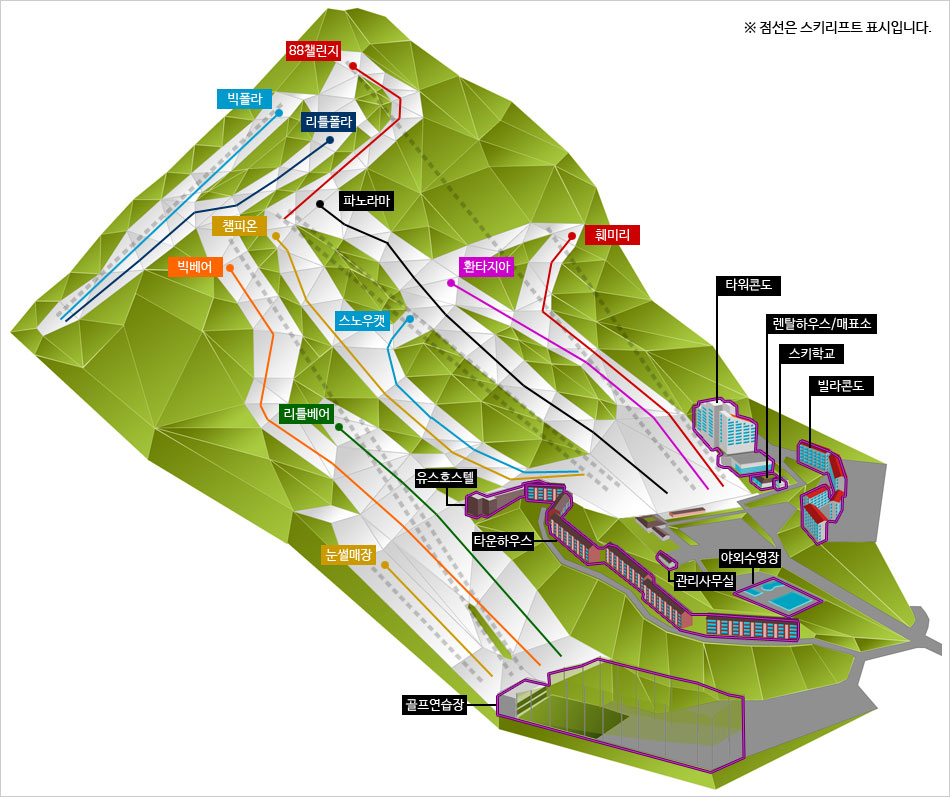 ※ 점선은 스키리프트 표시입니다.
88챌린지
빅폴라
리틀폴라
파노라마
챔피온
훼미리
빅베어
환타지아
타워콘도
스노우캣
렌탈하우스/매표소
스키학교
빌라콘도
리틀베어
유스호스텔
타운하우스
눈썰매장
야외수영장
관리사무실
골프연습장